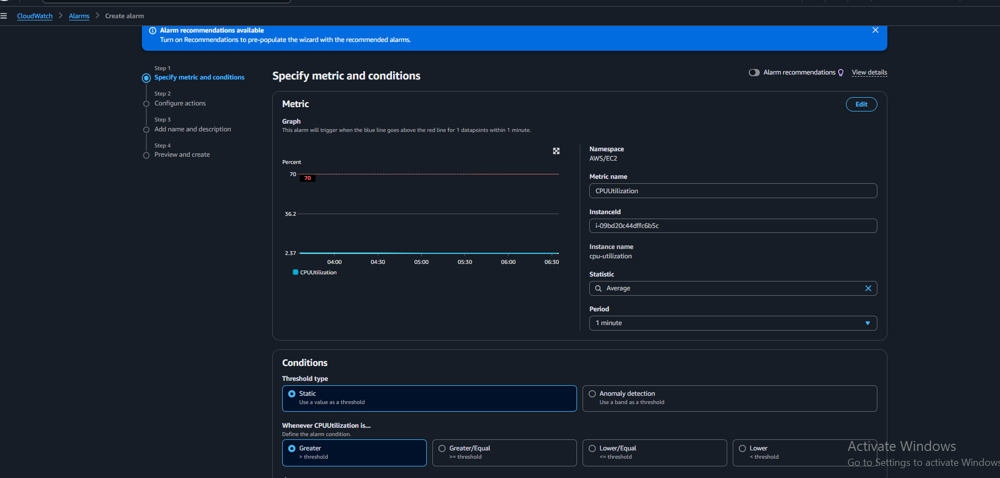 CloudWatch > Alarms > Create alarm
Alarm recommendations available
Turn on Recommendations to pre-populate the wizard with the recommended alarms.
Step 1
Specify metric and conditions
Step 2
Configure actions
Step 3
Add name and description
Step 4
Preview and create
Specify metric and conditions
Alarm recommendations View details
Metric
Edit
Graph
This alarm will trigger when the blue line goes above the red line for 1 datapoints within 1 minute.
Percent
70
70
36.2
2.37
04:00 04:30 05:00 05:30 06:00 06:30
CPUUtilization
Namespace
AWS/EC2
Metric name
CPUUtilization
InstanceId
i-09bd20c44dffc6b5c
Instance name
cpu-utilization
Statistic
Average
Period
1 minute
Conditions
Threshold type
Static
Use a value as a threshold
Anomaly detection
Use a band as a threshold
Whenever CPUUtilization is...
Define the alarm condition.
Greater
> threshold
Greater/Equal
>= threshold
Lower/Equal
<= threshold
Lower
< threshold
Activate Windows
Go to Settings to activate Windows